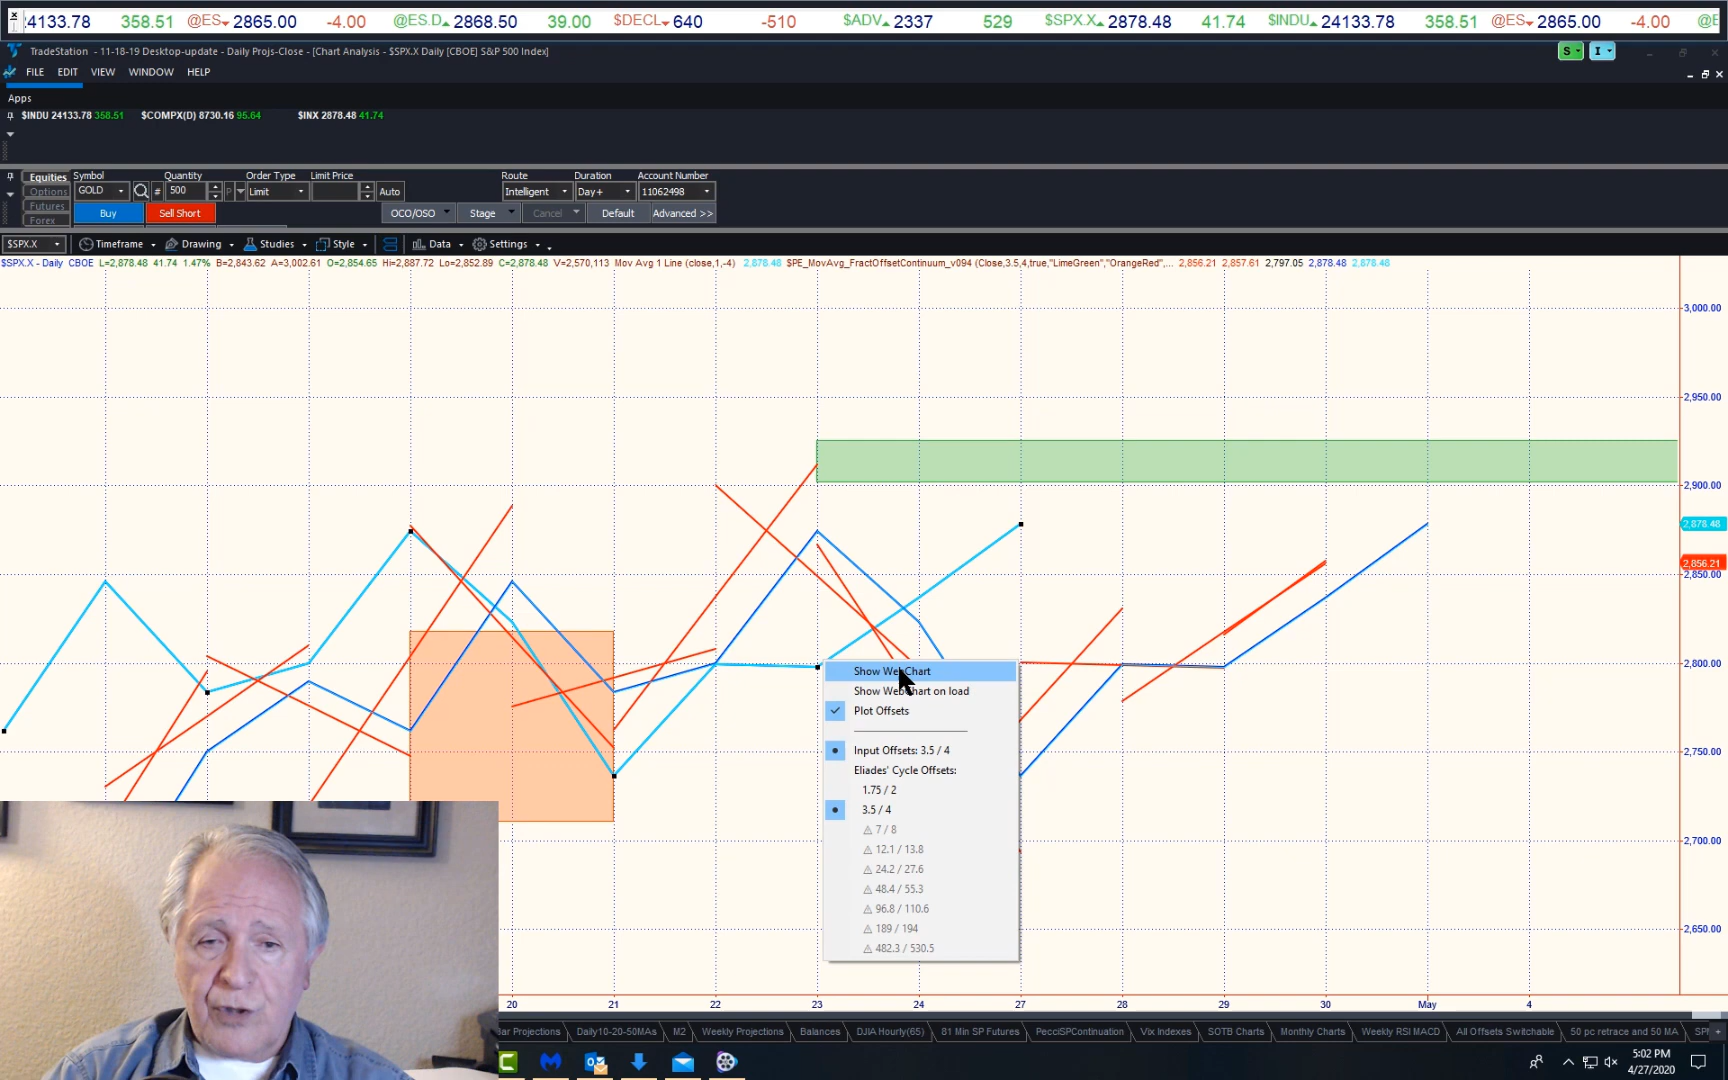 24133.78 358.51 @ES 2865.00 -4.00 @ES.D 2868.50 39.00 $DECL 640 -510 $ADV 2337 529 $SPX.X 2878.48 41.74 $INDU 24133.78 358.51 @ES 2865.00 -4.00 @E
TradeStation - 11-18-19 Desktop-update - Daily Projs-Close - [Chart Analysis - $SPX.X Daily [CBOE] S&P 500 Index]
S I
FILE EDIT VIEW WINDOW HELP
Apps
$INDU 24133.78 358.51 $COMPX(D) 8730.16 95.64 $INX 2878.48 41.74
Equities Symbol Quantity Order Type Limit Price Route Duration Account Number
Options GOLD # 500 P Limit Auto Intelligent Day+ 11062498
Futures
Forex Buy Sell Short OCO/OSO Stage Cancel Default Advanced >>
$SPX.X Timeframe Drawing Studies Style Data Settings
$SPX.X - Daily CBOE L=2,878.48 41.74 1.47% B=2,843.62 A=3,002.61 O=2,854.65 Hi=2,887.72 Lo=2,852.89 C=2,878.48 V=2,570,113 Mov Avg 1 Line (close,1,-4) 2,878.48 $PE_MovAvg_FractOffsetContinuum_v094 (Close,3.5,4,true,"LimeGreen","OrangeRed",... 2,856.21 2,857.61 2,797.05 2,878.48 2,878.48
3,000.00
2,950.00
2,900.00
2,878.48
2,856.21
2,850.00
2,800.00
2,750.00
2,700.00
2,650.00
Show WebChart
Show WebChart on load
Plot Offsets
Input Offsets: 3.5 / 4
Eliades' Cycle Offsets:
1.75 / 2
3.5 / 4
7 / 8
12.1 / 13.8
24.2 / 27.6
48.4 / 55.3
96.8 / 110.6
189 / 194
482.3 / 530.5
20 21 22 23 24 27 28 29 30 May 4
Bar Projections Daily10-20-50MAs M2 Weekly Projections Balances DJIA Hourly(65) 81 Min SP Futures PecciSPContinuation Vix Indexes SOTB Charts Monthly Charts Weekly RSI MACD All Offsets Switchable 50 pc retrace and 50 MA SP
5:02 PM
4/27/2020